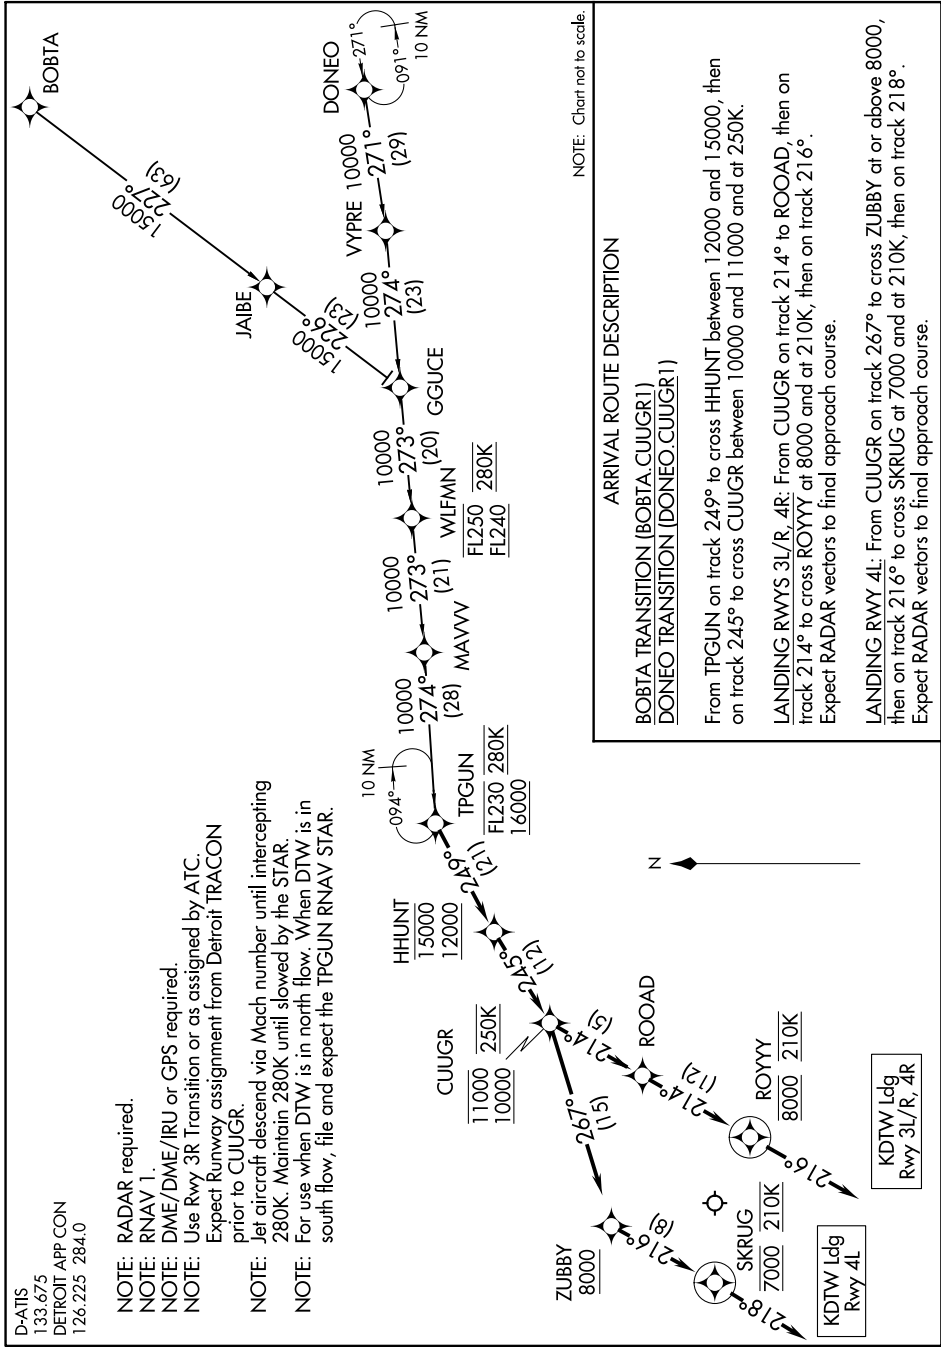 D-ATIS
133.675
DETROIT APP CON
126.225 284.0
NOTE: RADAR required.
NOTE: RNAV 1.
NOTE: DME/DME/IRU or GPS required.
NOTE: Use Rwy 3R Transition or as assigned by ATC.
Expect Runway assignment from Detroit TRACON
prior to CUUGR.
NOTE: Jet aircraft descend via Mach number until intercepting
280K. Maintain 280K until slowed by the STAR.
NOTE: For use when DTW is in north flow. When DTW is in
south flow, file and expect the TPGUN RNAV STAR.
BOBTA
15000
227°
(63)
JAIBE
15000
226°
(23)
DONEO
271°
091°
10 NM
10000
271°
(29)
VYPRE
10000
274°
(23)
GGUCE
10000
273°
(20)
WLFMN
FL250 280K
FL240
10000
273°
(21)
MAVVV
10000
274°
(28)
10 NM
094°
TPGUN
FL230 280K
16000
249°
(21)
HHUNT
15000
12000
245°
(12)
CUUGR
11000 250K
10000
214°
(5)
ROOAD
214°
(12)
ROYYY
8000 210K
216°
KDTW Ldg
Rwy 3L/R, 4R
267°
(15)
ZUBBY
8000
216°
(8)
SKRUG
7000 210K
218°
KDTW Ldg
Rwy 4L
N
NOTE: Chart not to scale.
ARRIVAL ROUTE DESCRIPTION
BOBTA TRANSITION (BOBTA.CUUGR1)
DONEO TRANSITION (DONEO.CUUGR1)
From TPGUN on track 249° to cross HHUNT between 12000 and 15000, then
on track 245° to cross CUUGR between 10000 and 11000 and at 250K.
LANDING RWYS 3L/R, 4R: From CUUGR on track 214° to ROOAD, then on
track 214° to cross ROYYY at 8000 and at 210K, then on track 216°.
Expect RADAR vectors to final approach course.
LANDING RWY 4L: From CUUGR on track 267° to cross ZUBBY at or above 8000,
then on track 216° to cross SKRUG at 7000 and at 210K, then on track 218°.
Expect RADAR vectors to final approach course.